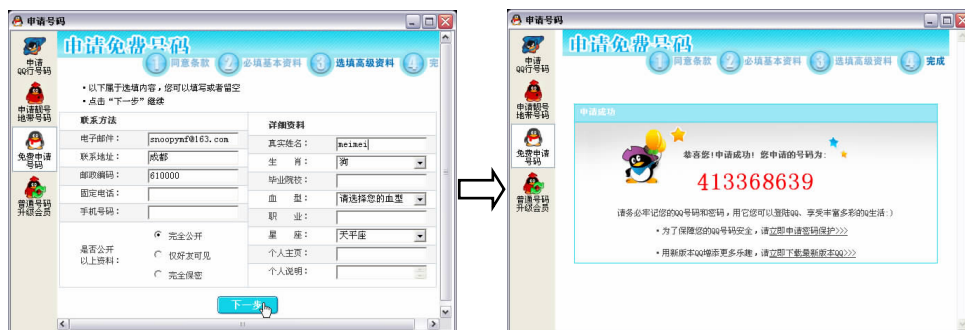 申请号码
申请
QQ行号码
申请靓号
地带号码
免费申请
号码
普通号码
升级会员
申请免费号码
1 同意条款 2 必填基本资料 3 选填高级资料 4 完
·以下属于选填内容，您可以填写或者留空
·点击“下一步”继续
联系方法
电子邮件： snoopymf@163.com
联系地址： 成都
邮政编码： 610000
固定电话：
手机号码：
是否公开
以上资料：
完全公开
仅好友可见
完全保密
详细资料
真实姓名： meimei
生 肖： 狗
毕业院校：
血 型： 请选择您的血型
职 业：
星 座： 天平座
个人主页：
个人说明：
下一步
申请号码
申请
QQ行号码
申请靓号
地带号码
免费申请
号码
普通号码
升级会员
申请免费号码
1 同意条款 2 必填基本资料 3 选填高级资料 4 完成
申请成功
恭喜您!申请成功! 您申请的号码为:
413368639
请务必牢记您的QQ号码和密码，用它您可以登陆QQ、享受丰富多彩的Q生活:)
·为了保障您的QQ号码安全，请立即申请密码保护>>>
·用新版本QQ增添更多乐趣，请立即下载最新版本QQ>>>